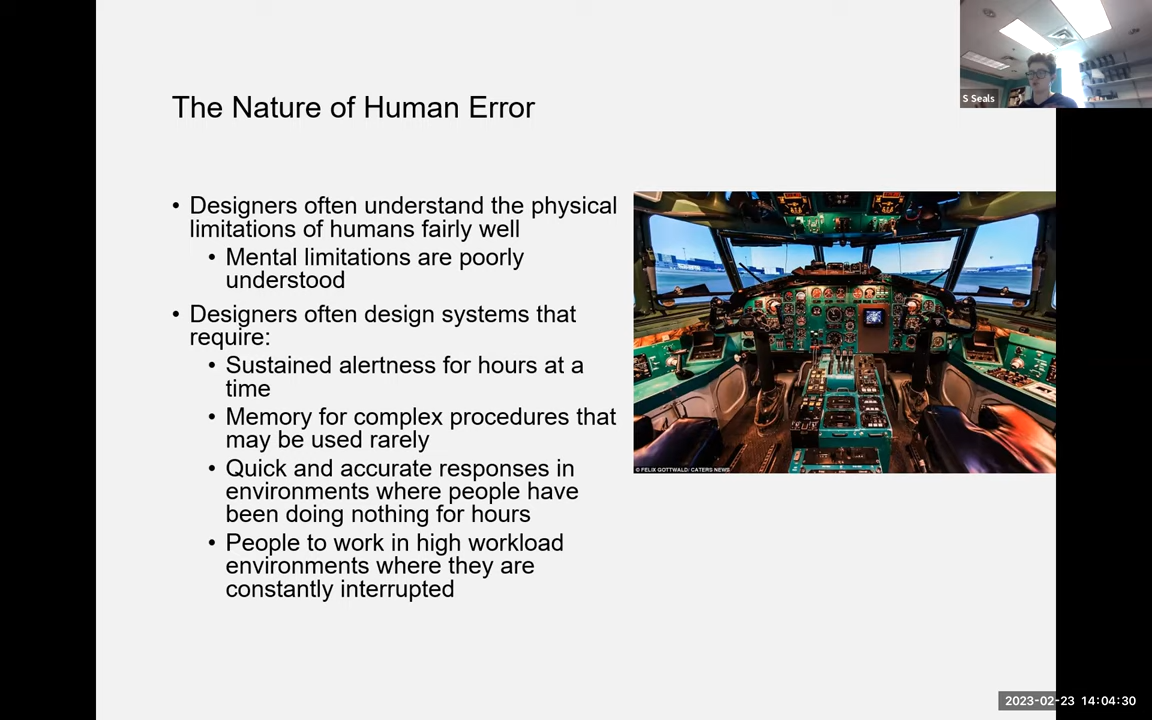 S Seals
The Nature of Human Error
• Designers often understand the physical
limitations of humans fairly well
• Mental limitations are poorly
understood
• Designers often design systems that
require:
• Sustained alertness for hours at a
time
• Memory for complex procedures that
may be used rarely
• Quick and accurate responses in
environments where people have
been doing nothing for hours
• People to work in high workload
environments where they are
constantly interrupted
© FELIX GOTTWALD/ CATERS NEWS
2023-02-23 14:04:30